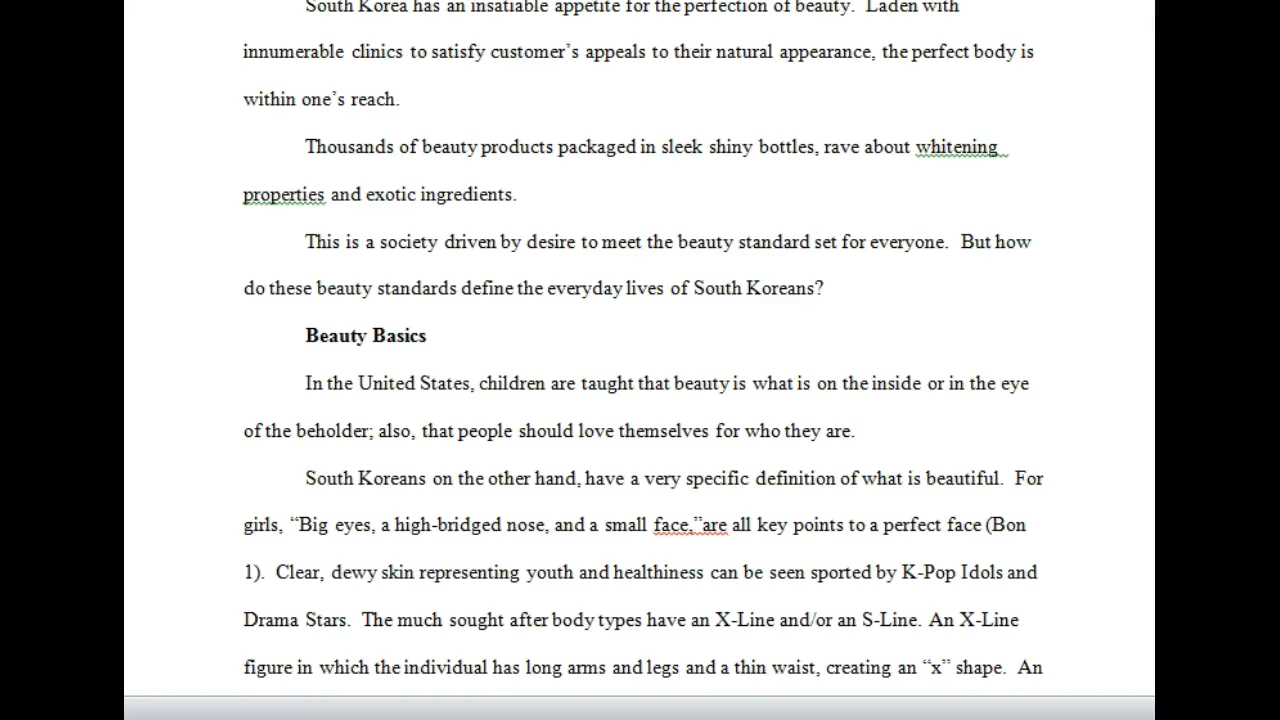 South Korea has an insatiable appetite for the perfection of beauty.  Laden with
innumerable clinics to satisfy customer’s appeals to their natural appearance, the perfect body is
within one’s reach.
Thousands of beauty products packaged in sleek shiny bottles, rave about whitening
properties and exotic ingredients.
This is a society driven by desire to meet the beauty standard set for everyone.  But how
do these beauty standards define the everyday lives of South Koreans?
Beauty Basics
In the United States, children are taught that beauty is what is on the inside or in the eye
of the beholder; also, that people should love themselves for who they are.
South Koreans on the other hand, have a very specific definition of what is beautiful.  For
girls, “Big eyes, a high-bridged nose, and a small face,”are all key points to a perfect face (Bon
1).  Clear, dewy skin representing youth and healthiness can be seen sported by K-Pop Idols and
Drama Stars.  The much sought after body types have an X-Line and/or an S-Line. An X-Line
figure in which the individual has long arms and legs and a thin waist, creating an “x” shape.  An